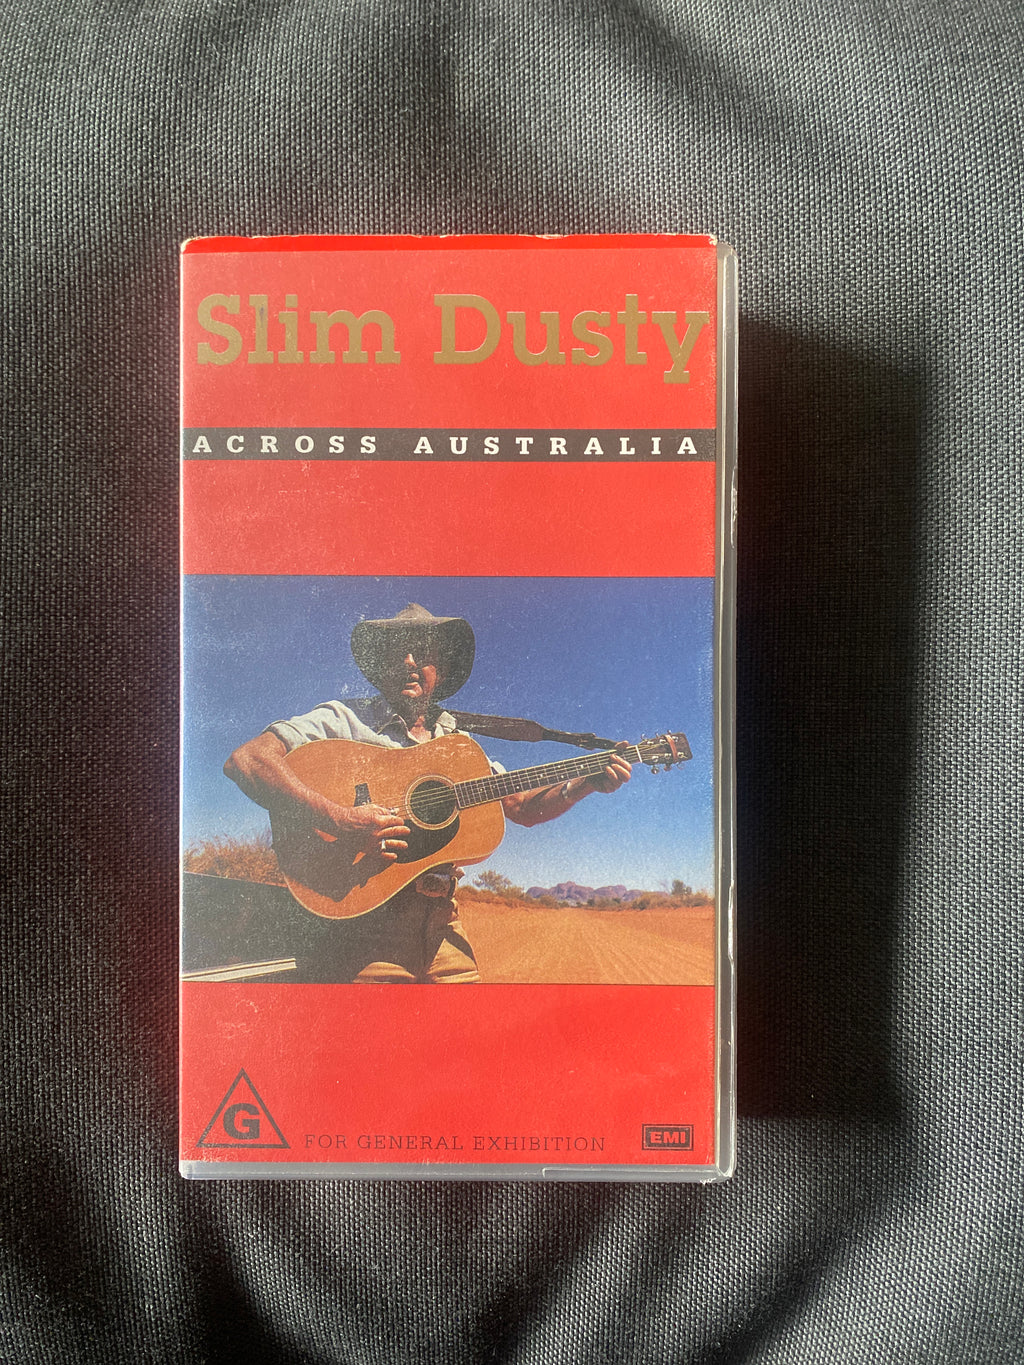 Slim Dusty
ACROSS AUSTRALIA
G
FOR GENERAL EXHIBITION
EMI